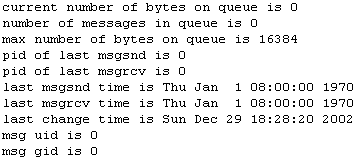 current number of bytes on queue is 0
number of messages in queue is 0
max number of bytes on queue is 16384
pid of last msgsnd is 0
pid of last msgrcv is 0
last msgsnd time is Thu Jan  1 08:00:00 1970
last msgrcv time is Thu Jan  1 08:00:00 1970
last change time is Sun Dec 29 18:28:20 2002
msg uid is 0
msg gid is 0